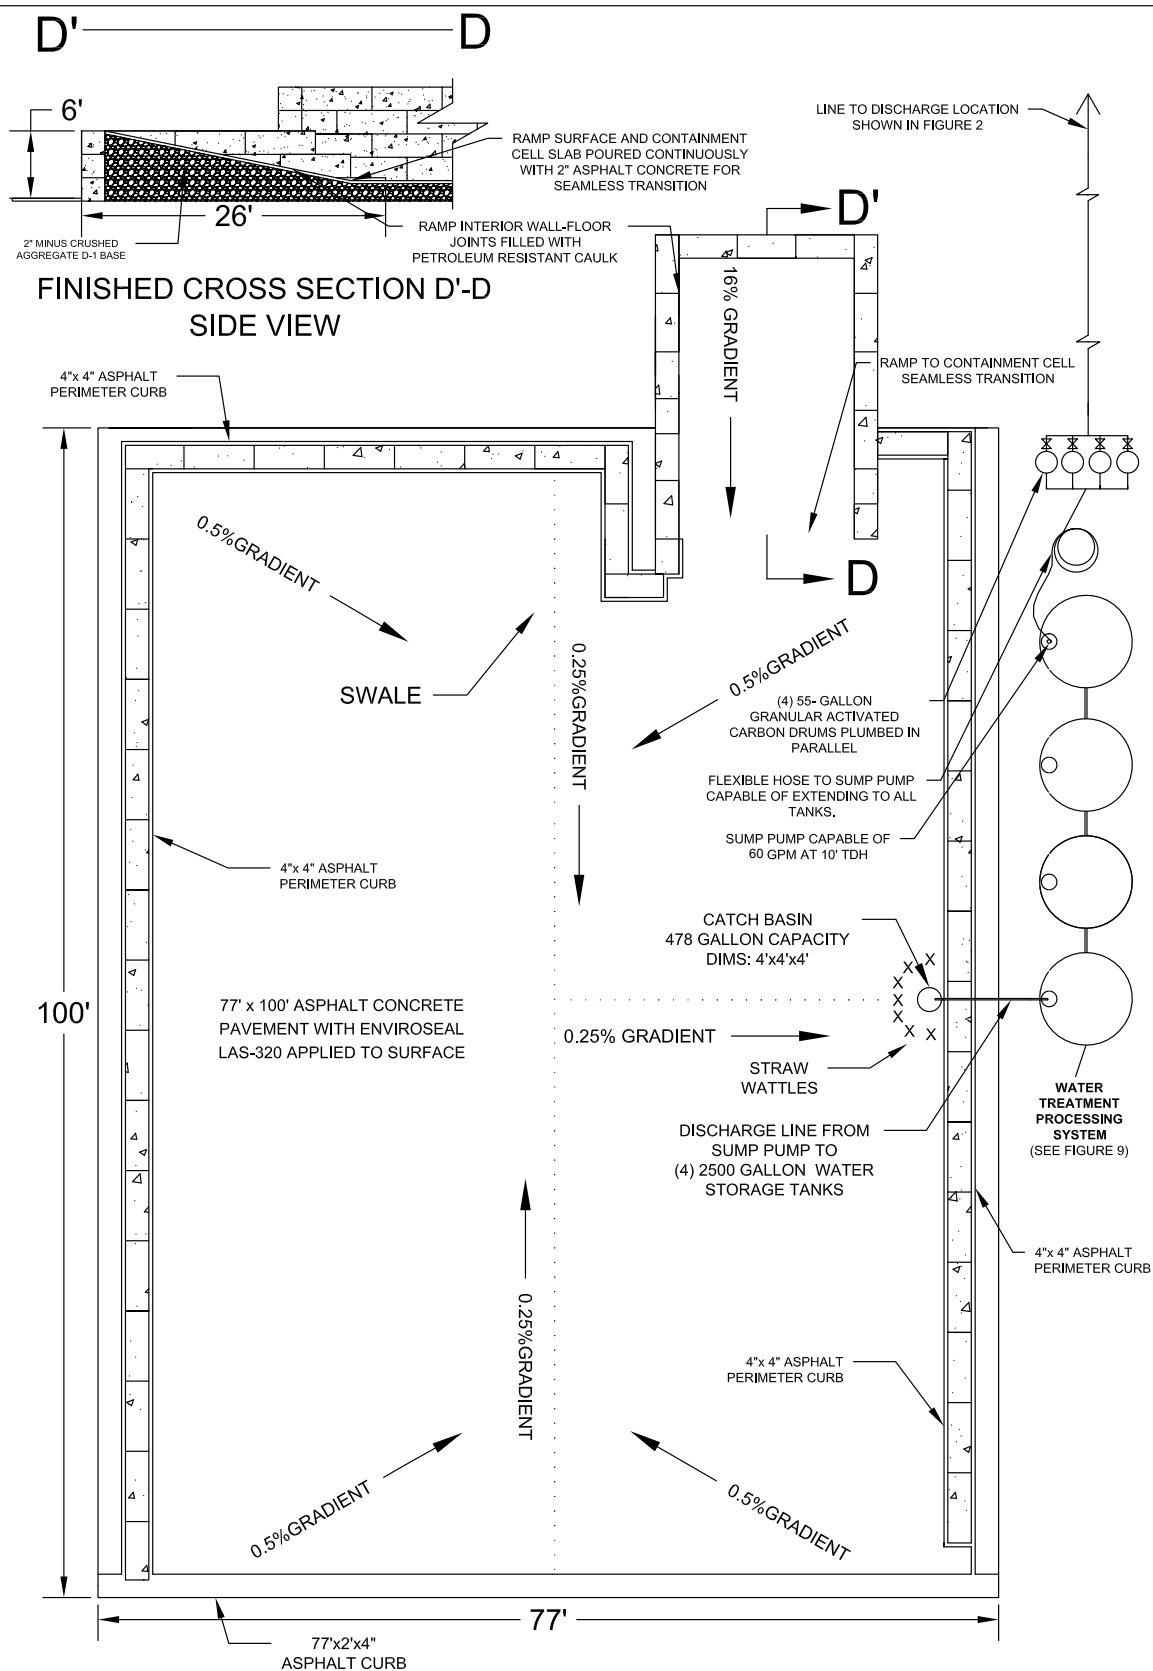 D'
D
6'
26'
2" MINUS CRUSHED
AGGREGATE D-1 BASE
RAMP SURFACE AND CONTAINMENT
CELL SLAB POURED CONTINUOUSLY
WITH 2" ASPHALT CONCRETE FOR
SEAMLESS TRANSITION
RAMP INTERIOR WALL-FLOOR
JOINTS FILLED WITH
PETROLEUM RESISTANT CAULK
FINISHED CROSS SECTION D'-D
SIDE VIEW
LINE TO DISCHARGE LOCATION
SHOWN IN FIGURE 2
D'
16% GRADIENT
RAMP TO CONTAINMENT CELL
SEAMLESS TRANSITION
4"x 4" ASPHALT
PERIMETER CURB
D
0.5%GRADIENT
SWALE
0.25%GRADIENT
0.5%GRADIENT
(4) 55- GALLON
GRANULAR ACTIVATED
CARBON DRUMS PLUMBED IN
PARALLEL
FLEXIBLE HOSE TO SUMP PUMP
CAPABLE OF EXTENDING TO ALL
TANKS.
SUMP PUMP CAPABLE OF
60 GPM AT 10' TDH
4"x 4" ASPHALT
PERIMETER CURB
CATCH BASIN
478 GALLON CAPACITY
DIMS: 4'x4'x4'
X
X
X
X
X
X
X
100'
77' x 100' ASPHALT CONCRETE
PAVEMENT WITH ENVIROSEAL
LAS-320 APPLIED TO SURFACE
0.25% GRADIENT
STRAW
WATTLES
WATER
TREATMENT
PROCESSING
SYSTEM
(SEE FIGURE 9)
DISCHARGE LINE FROM
SUMP PUMP TO
(4) 2500 GALLON WATER
STORAGE TANKS
4"x 4" ASPHALT
PERIMETER CURB
0.25%GRADIENT
4"x 4" ASPHALT
PERIMETER CURB
0.5%GRADIENT
0.5%GRADIENT
77'
77'x2'x4"
ASPHALT CURB